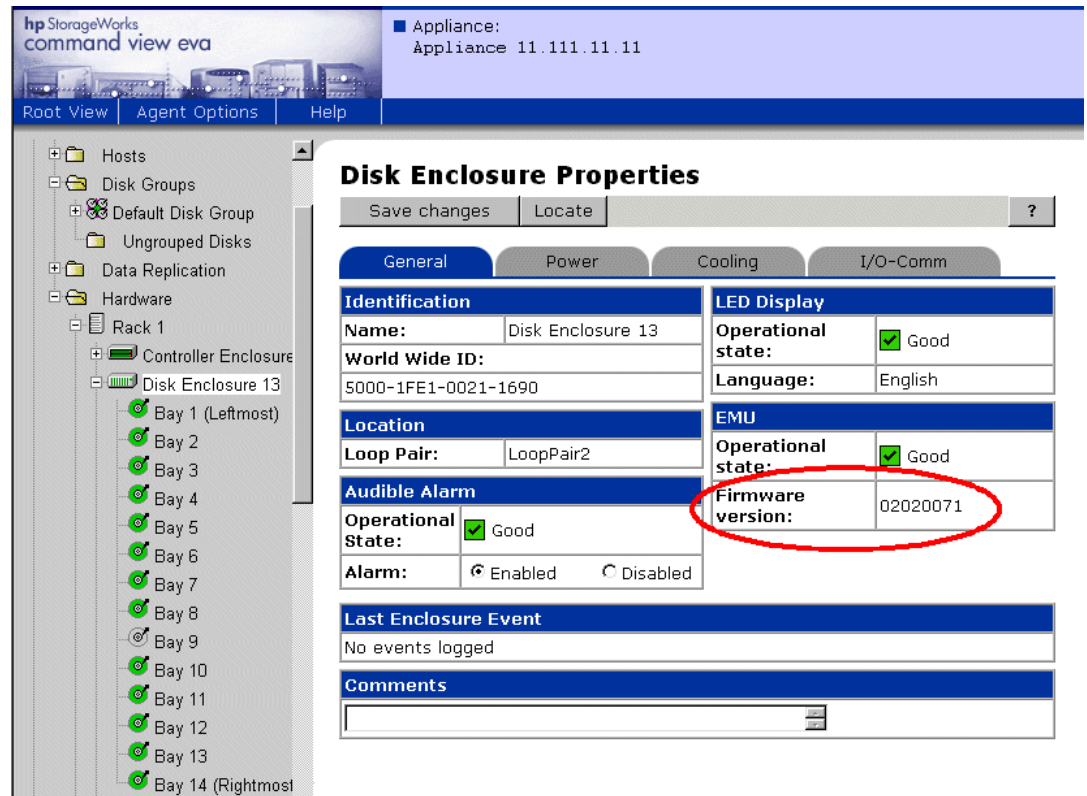 hp StorageWorks
command view eva
Appliance:
Appliance 11.111.11.11
Root View
Agent Options
Help
Hosts
Disk Groups
Default Disk Group
Ungrouped Disks
Data Replication
Hardware
Rack 1
Controller Enclosure
Disk Enclosure 13
Bay 1 (Leftmost)
Bay 2
Bay 3
Bay 4
Bay 5
Bay 6
Bay 7
Bay 8
Bay 9
Bay 10
Bay 11
Bay 12
Bay 13
Bay 14 (Rightmost
Disk Enclosure Properties
Save changes
Locate
?
General
Power
Cooling
I/O-Comm
Identification
Name:
Disk Enclosure 13
World Wide ID:
5000-1FE1-0021-1690
Location
Loop Pair:
LoopPair2
Audible Alarm
Operational
State:
Good
Alarm:
Enabled
Disabled
LED Display
Operational
state:
Good
Language:
English
EMU
Operational
state:
Good
Firmware
version:
02020071
Last Enclosure Event
No events logged
Comments